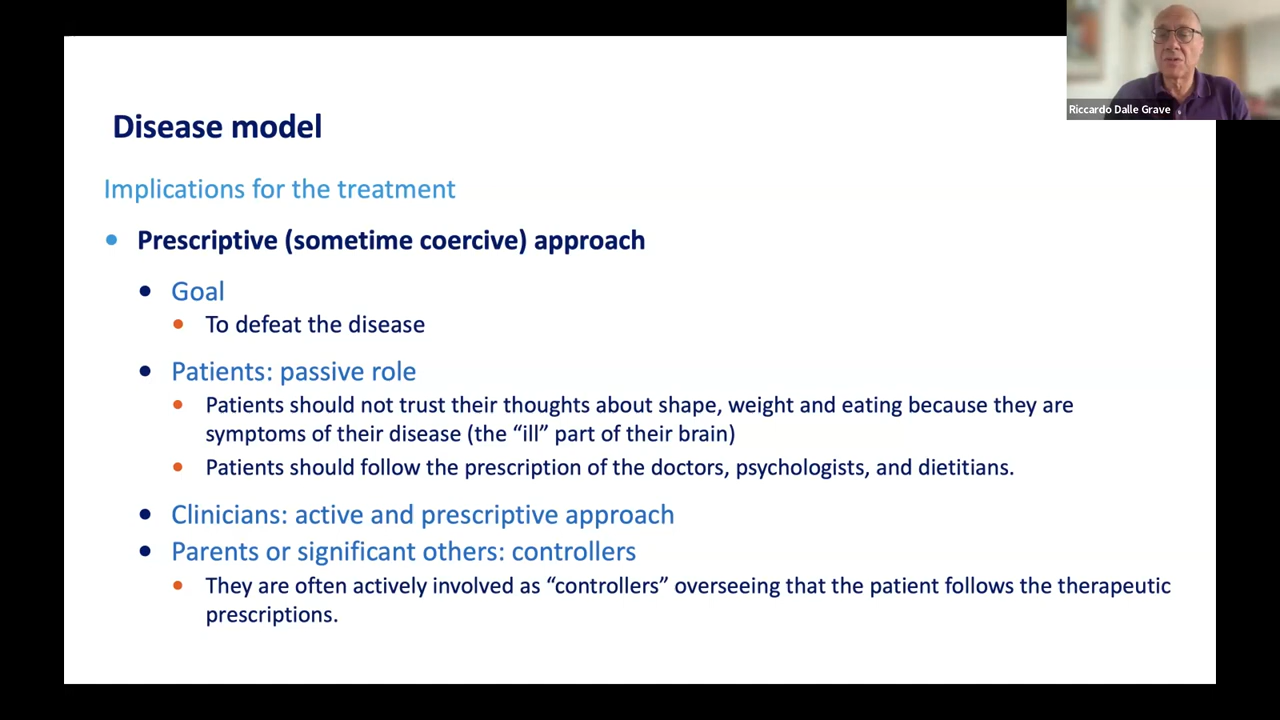 Riccardo Dalle Grave
Disease model
Implications for the treatment
• Prescriptive (sometime coercive) approach
• Goal
• To defeat the disease
• Patients: passive role
• Patients should not trust their thoughts about shape, weight and eating because they are
symptoms of their disease (the “ill” part of their brain)
• Patients should follow the prescription of the doctors, psychologists, and dietitians.
• Clinicians: active and prescriptive approach
• Parents or significant others: controllers
• They are often actively involved as “controllers” overseeing that the patient follows the therapeutic
prescriptions.